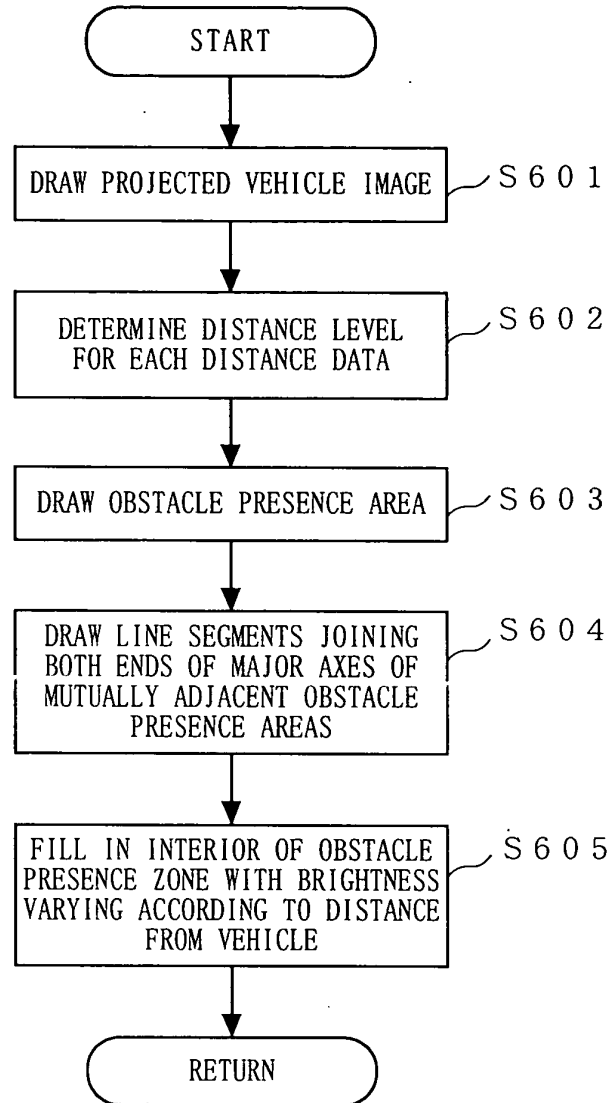 START
DRAW PROJECTED VEHICLE IMAGE
S601
DETERMINE DISTANCE LEVEL
FOR EACH DISTANCE DATA
S602
DRAW OBSTACLE PRESENCE AREA
S603
DRAW LINE SEGMENTS JOINING
BOTH ENDS OF MAJOR AXES OF
MUTUALLY ADJACENT OBSTACLE
PRESENCE AREAS
S604
FILL IN INTERIOR OF OBSTACLE
PRESENCE ZONE WITH BRIGHTNESS
VARYING ACCORDING TO DISTANCE
FROM VEHICLE
S605
RETURN